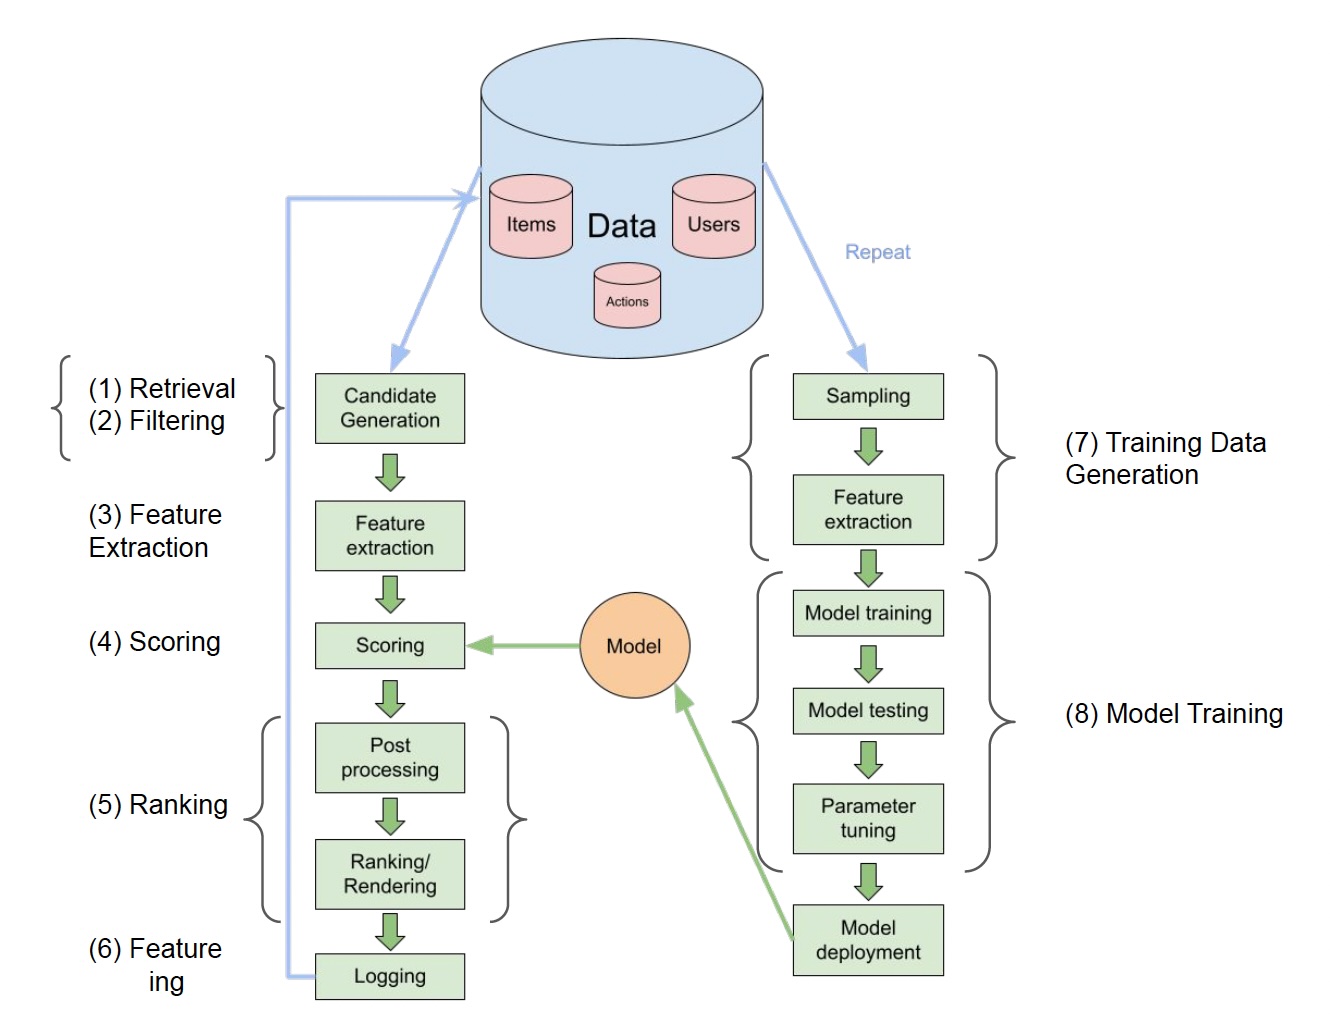 Items
Data
Users
Actions
Repeat
(1) Retrieval
(2) Filtering
Candidate
Generation
(3) Feature
Extraction
Feature
extraction
(4) Scoring
Scoring
Model
(5) Ranking
Post
processing
Ranking/
Rendering
(6) Feature
ing
Logging
Sampling
Feature
extraction
(7) Training Data
Generation
Model training
Model testing
Parameter
tuning
(8) Model Training
Model
deployment